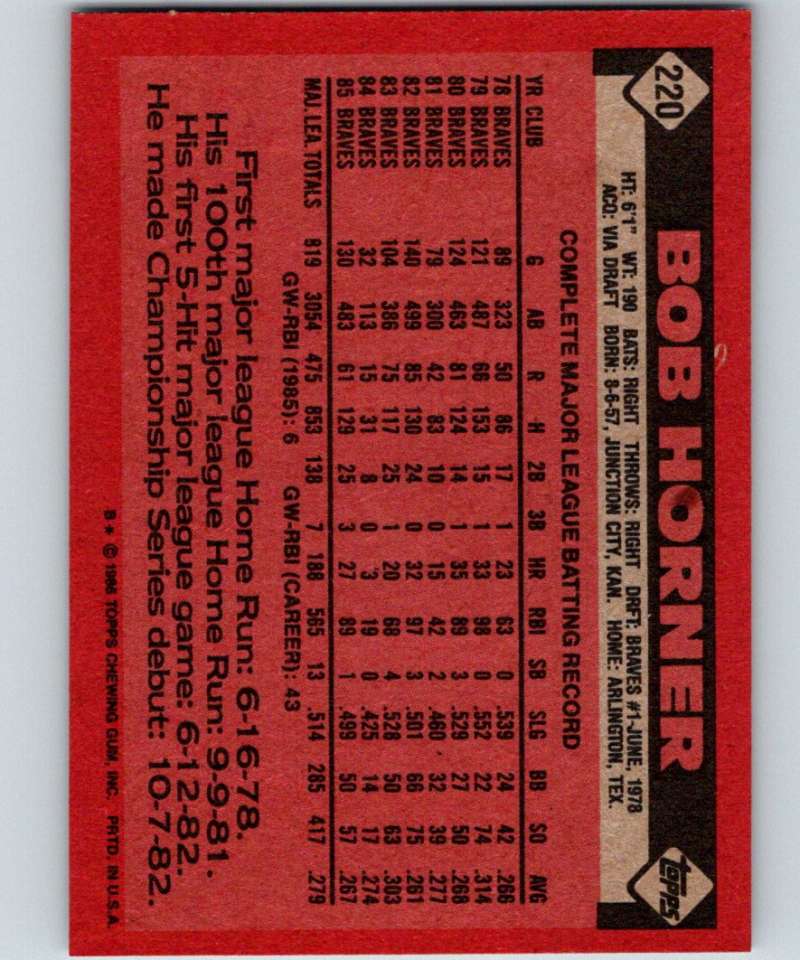 220 BOB HORNER topps
HT: 6'1" WT: 190 BATS: RIGHT THROWS: RIGHT DRFT: BRAVES #1-JUNE, 1978
ACQ: VIA DRAFT BORN: 8-6-57, JUNCTION CITY, KAN. HOME: ARLINGTON, TEX.
COMPLETE MAJOR LEAGUE BATTING RECORD
YR CLUB G AB R H 2B 3B HR RBI SB SLG BB SO AVG
78 BRAVES 89 323 50 86 17 1 23 63 0 .539 24 42 .266
79 BRAVES 121 487 66 153 15 1 33 98 0 .552 22 74 .314
80 BRAVES 124 463 81 124 14 1 35 89 3 .529 27 50 .268
81 BRAVES 79 300 42 83 10 0 15 42 2 .460 32 39 .277
82 BRAVES 140 499 85 130 24 0 32 97 3 .501 66 75 .261
83 BRAVES 104 386 75 117 25 1 20 68 4 .528 50 63 .303
84 BRAVES 32 113 15 31 8 0 3 19 0 .425 14 17 .274
85 BRAVES 130 483 61 129 25 3 27 89 1 .499 50 57 .267
MAJ. LEA. TOTALS 819 3054 475 853 138 7 188 565 13 .514 285 417 .279
GW-RBI (1985): 6 GW-RBI (CAREER): 43
First major league Home Run: 6-16-78.
His 100th major league Home Run: 9-9-81.
His first 5-Hit major league game: 6-12-82.
He made Championship Series debut: 10-7-82.
B* © 1986 TOPPS CHEWING GUM, INC. PRTD. IN U.S.A.